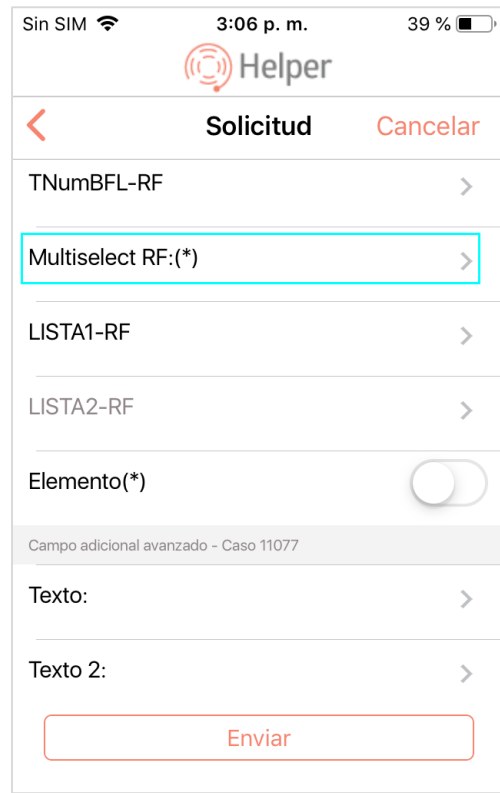 Sin SIM 3:06 p. m. 39 %
Helper
Solicitud Cancelar
TNumBFL-RF
Multiselect RF:(*)
LISTA1-RF
LISTA2-RF
Elemento(*)
Campo adicional avanzado - Caso 11077
Texto:
Texto 2:
Enviar